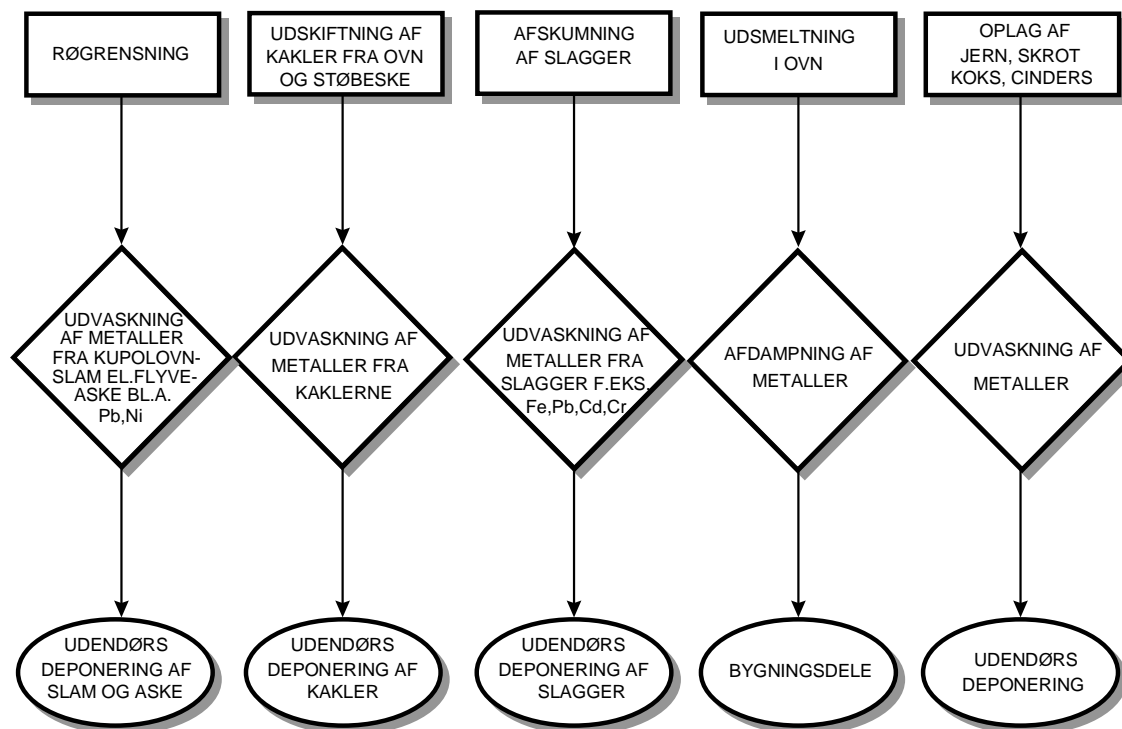 RØGRENSNING
UDSKIFTNING AF
KAKLER FRA OVN
OG STØBESKE
AFSKUMNING
AF SLAGGER
UDSMELTNING
I OVN
OPLAG AF
JERN, SKROT
KOKS, CINDERS
UDVASKNING
AF METALLER
FRA KUPOLOVN-
SLAM EL.FLYVE-
ASKE BL.A.
Pb,Ni
UDVASKNING AF
METALLER FRA
KAKLERNE
UDVASKNING AF
METALLER FRA
SLAGGER F.EKS.
Fe,Pb,Cd,Cr
AFDAMPNING AF
METALLER
UDVASKNING AF
METALLER
UDENDØRS
DEPONERING AF
SLAM OG ASKE
UDENDØRS
DEPONERING AF
KAKLER
UDENDØRS
DEPONERING AF
SLAGGER
BYGNINGSDELE
UDENDØRS
DEPONERING